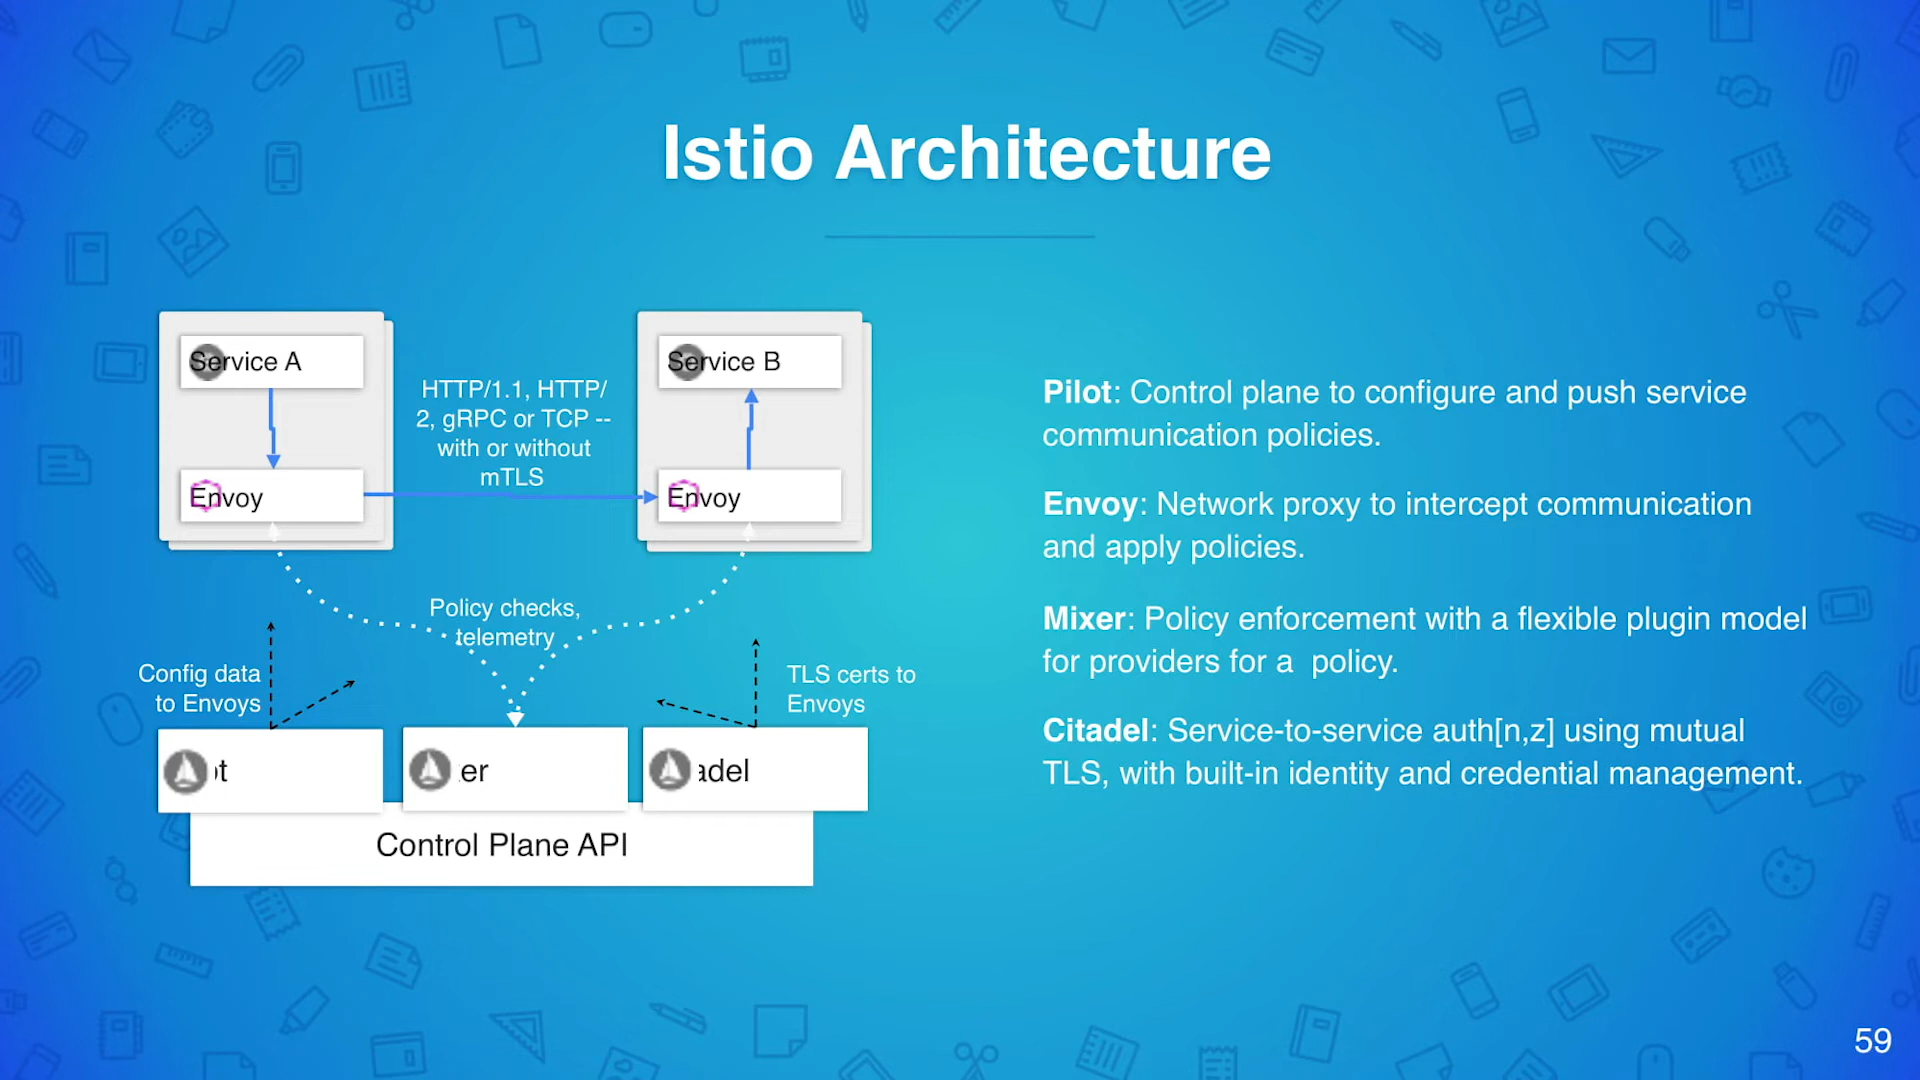 Istio Architecture
Service A
Envoy
HTTP/1.1, HTTP/
2, gRPC or TCP --
with or without
mTLS
Service B
Envoy
Policy checks,
telemetry
Config data
to Envoys
TLS certs to
Envoys
er
adel
Control Plane API
Pilot: Control plane to configure and push service
communication policies.
Envoy: Network proxy to intercept communication
and apply policies.
Mixer: Policy enforcement with a flexible plugin model
for providers for a  policy.
Citadel: Service-to-service auth[n,z] using mutual
TLS, with built-in identity and credential management.
59